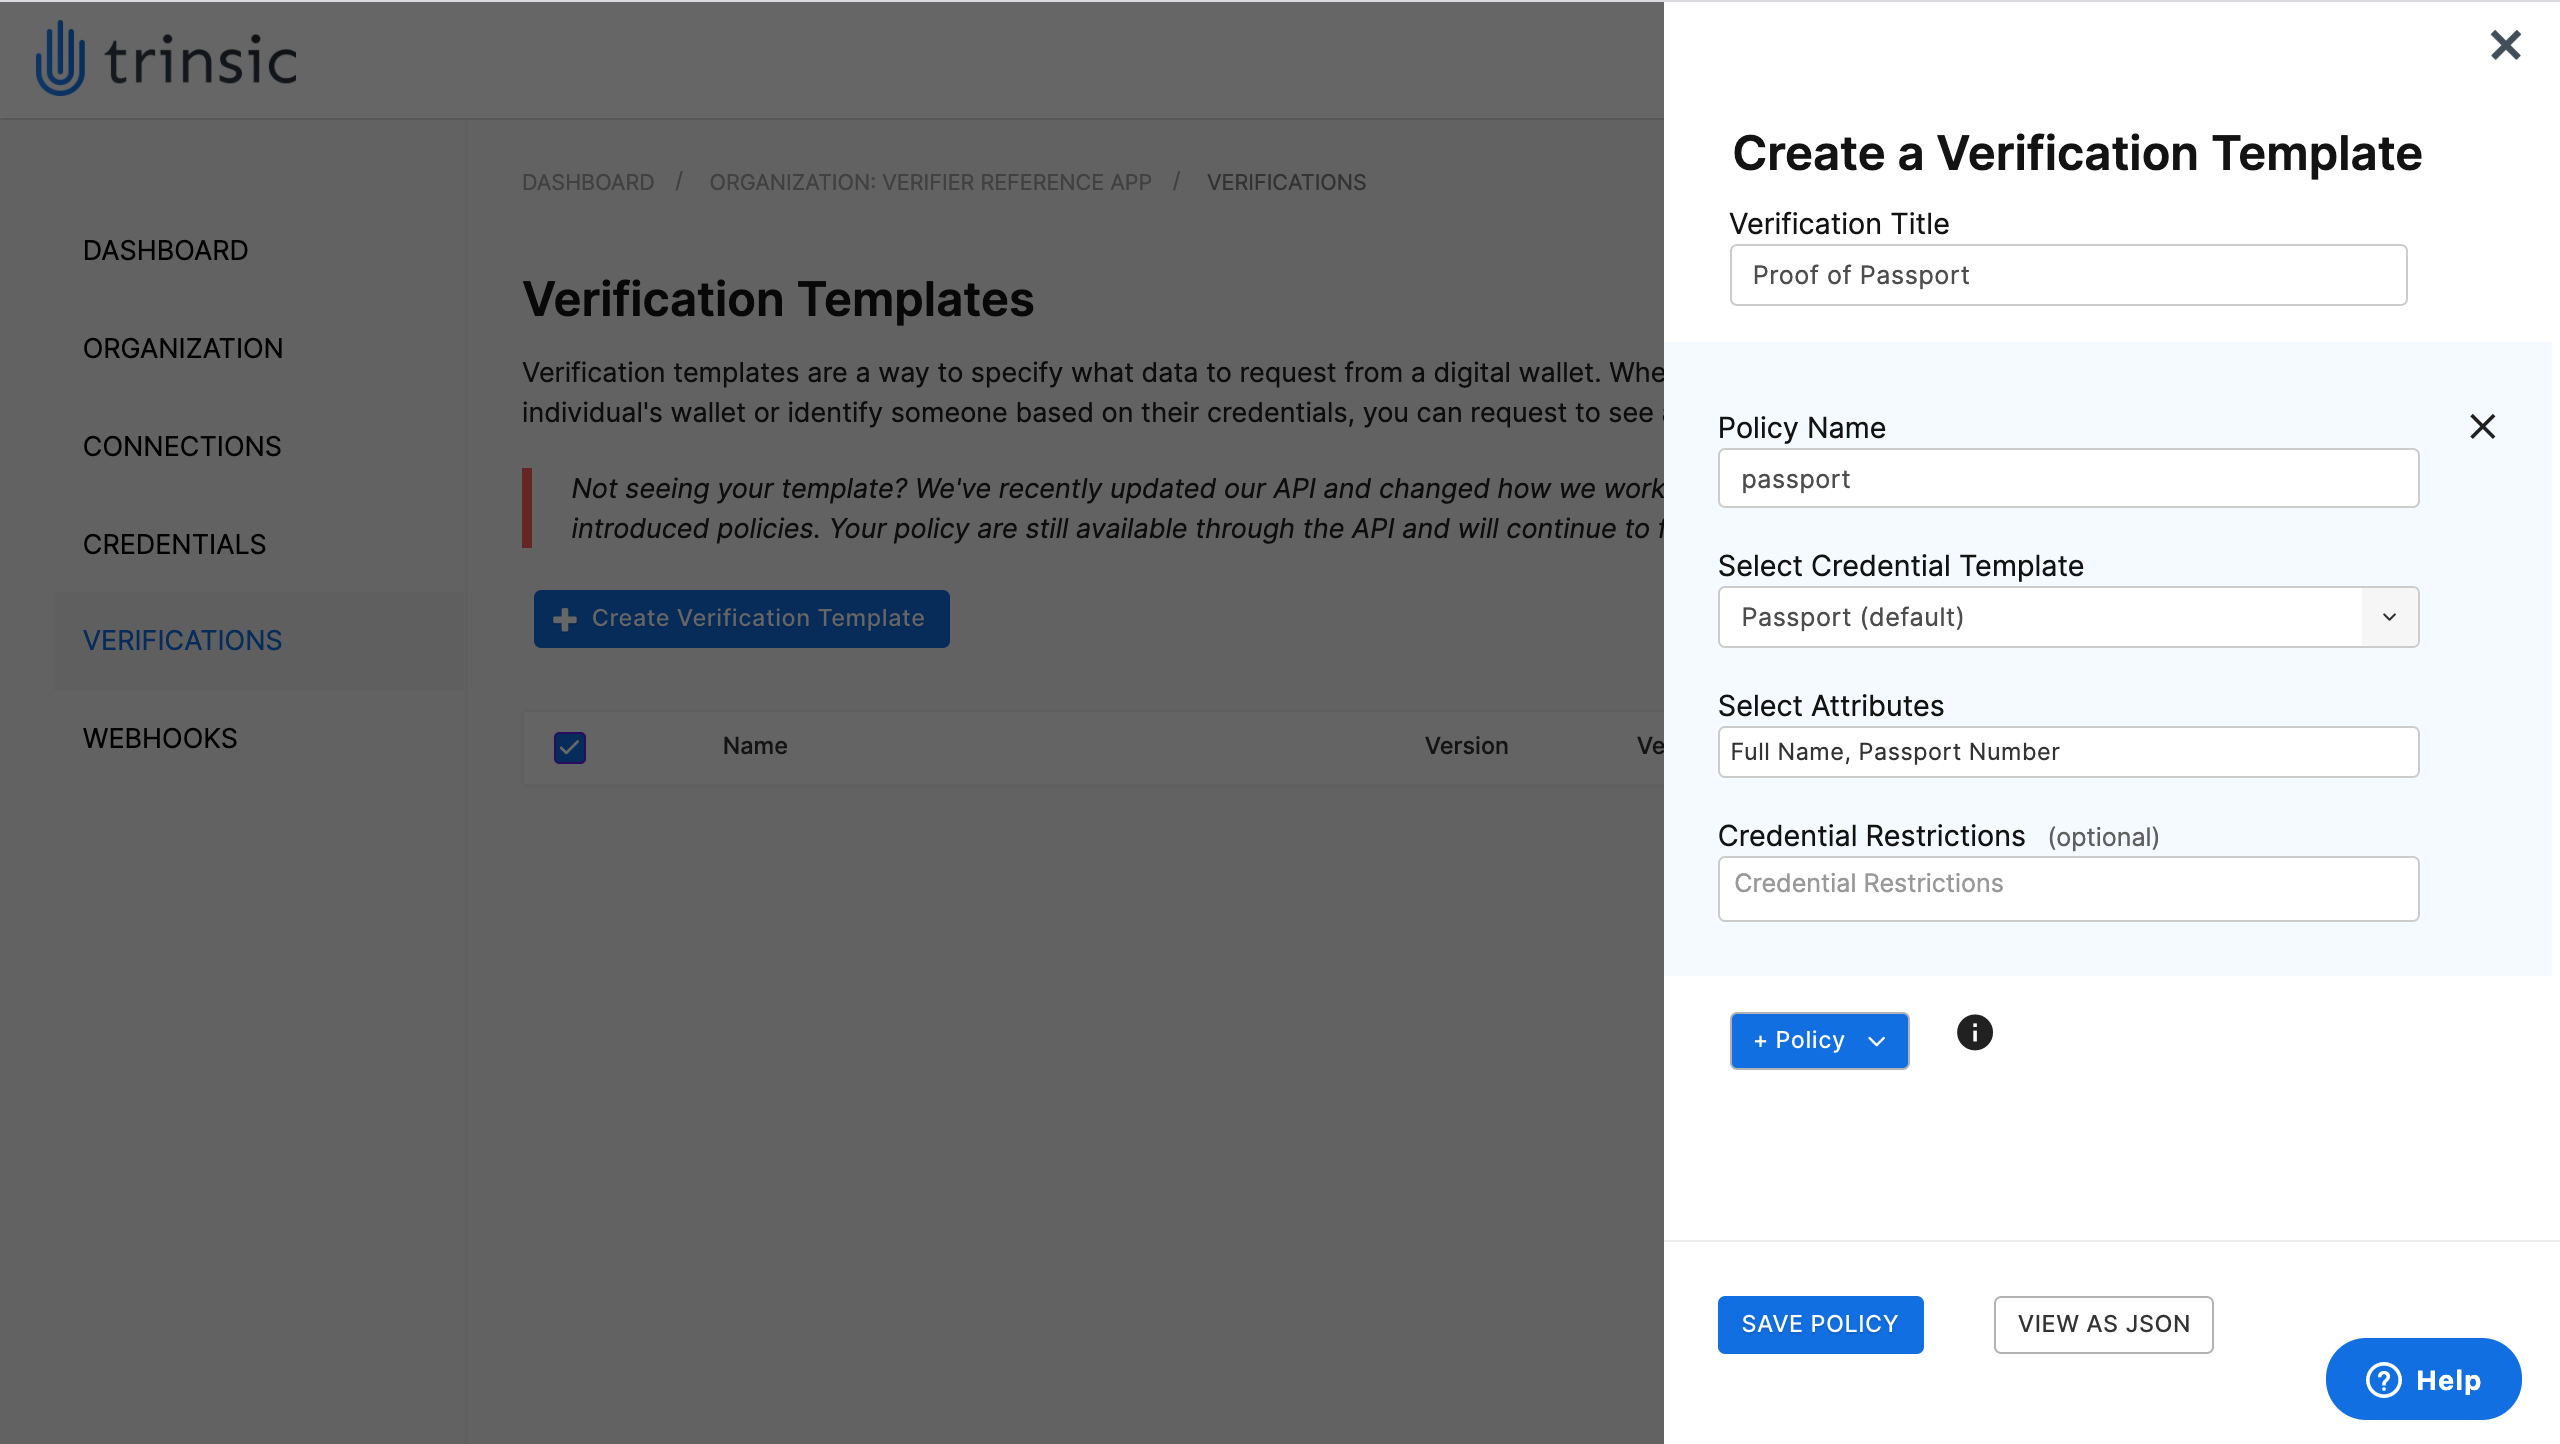 trinsic
DASHBOARD
ORGANIZATION
CONNECTIONS
CREDENTIALS
VERIFICATIONS
WEBHOOKS
DASHBOARD / ORGANIZATION: VERIFIER REFERENCE APP / VERIFICATIONS
Verification Templates
Verification templates are a way to specify what data to request from a digital wallet. Whe
individual's wallet or identify someone based on their credentials, you can request to see
Not seeing your template? We've recently updated our API and changed how we work
introduced policies. Your policy are still available through the API and will continue to f
Create Verification Template
Name Version Ve
Create a Verification Template
Verification Title
Proof of Passport
Policy Name
passport
Select Credential Template
Passport (default)
Select Attributes
Full Name, Passport Number
Credential Restrictions (optional)
Credential Restrictions
+ Policy
SAVE POLICY
VIEW AS JSON
Help